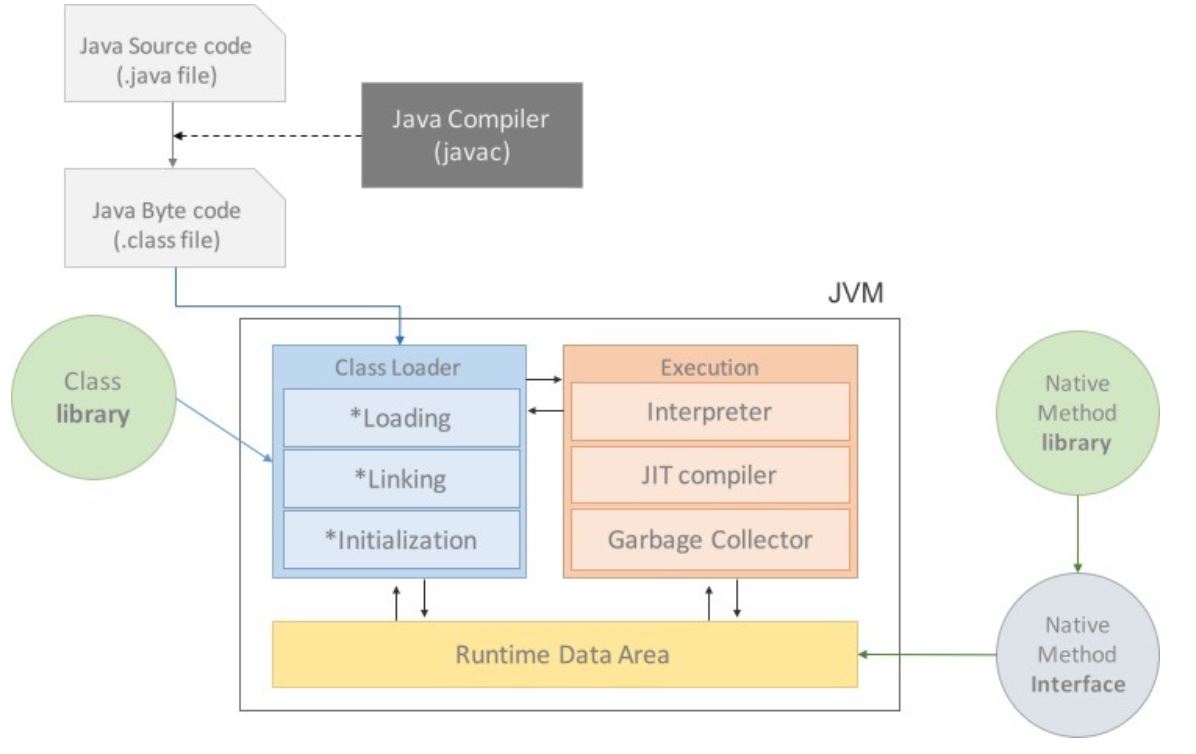 Java Source code
(.java file)
Java Compiler
(javac)
Java Byte code
(.class file)
JVM
Class
library
Class Loader
*Loading
*Linking
*Initialization
Execution
Interpreter
JIT compiler
Garbage Collector
Native
Method
library
Runtime Data Area
Native
Method
Interface